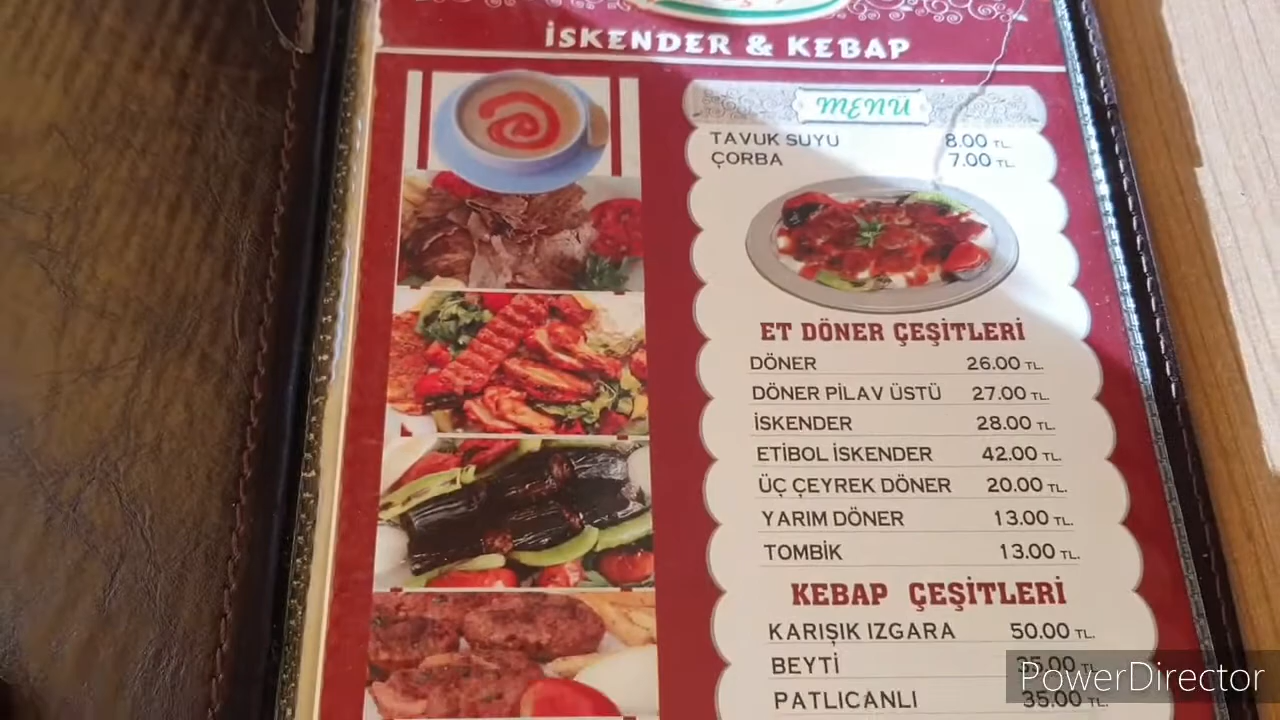 İSKENDER & KEBAP
MENÜ
TAVUK SUYU 8.00 TL.
ÇORBA 7.00 TL.
ET DÖNER ÇEŞİTLERİ
DÖNER 26.00 TL.
DÖNER PİLAV ÜSTÜ 27.00 TL.
İSKENDER 28.00 TL.
ETİBOL İSKENDER 42.00 TL.
ÜÇ ÇEYREK DÖNER 20.00 TL.
YARIM DÖNER 13.00 TL.
TOMBİK 13.00 TL.
KEBAP ÇEŞİTLERİ
KARIŞIK IZGARA 50.00 TL.
BEYTİ 35.00 TL.
PATLICANLI 35.00 TL.
PowerDirector